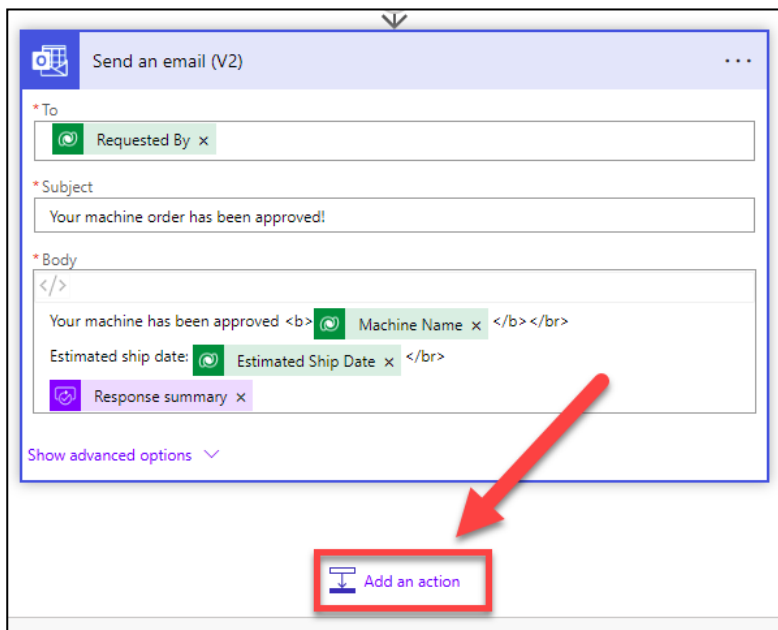 Send an email (V2)
* To
Requested By ×
* Subject
Your machine order has been approved!
* Body
</>
Your machine has been approved <b> Machine Name × </b></br>
Estimated ship date: Estimated Ship Date × </br>
Response summary ×
Show advanced options
Add an action